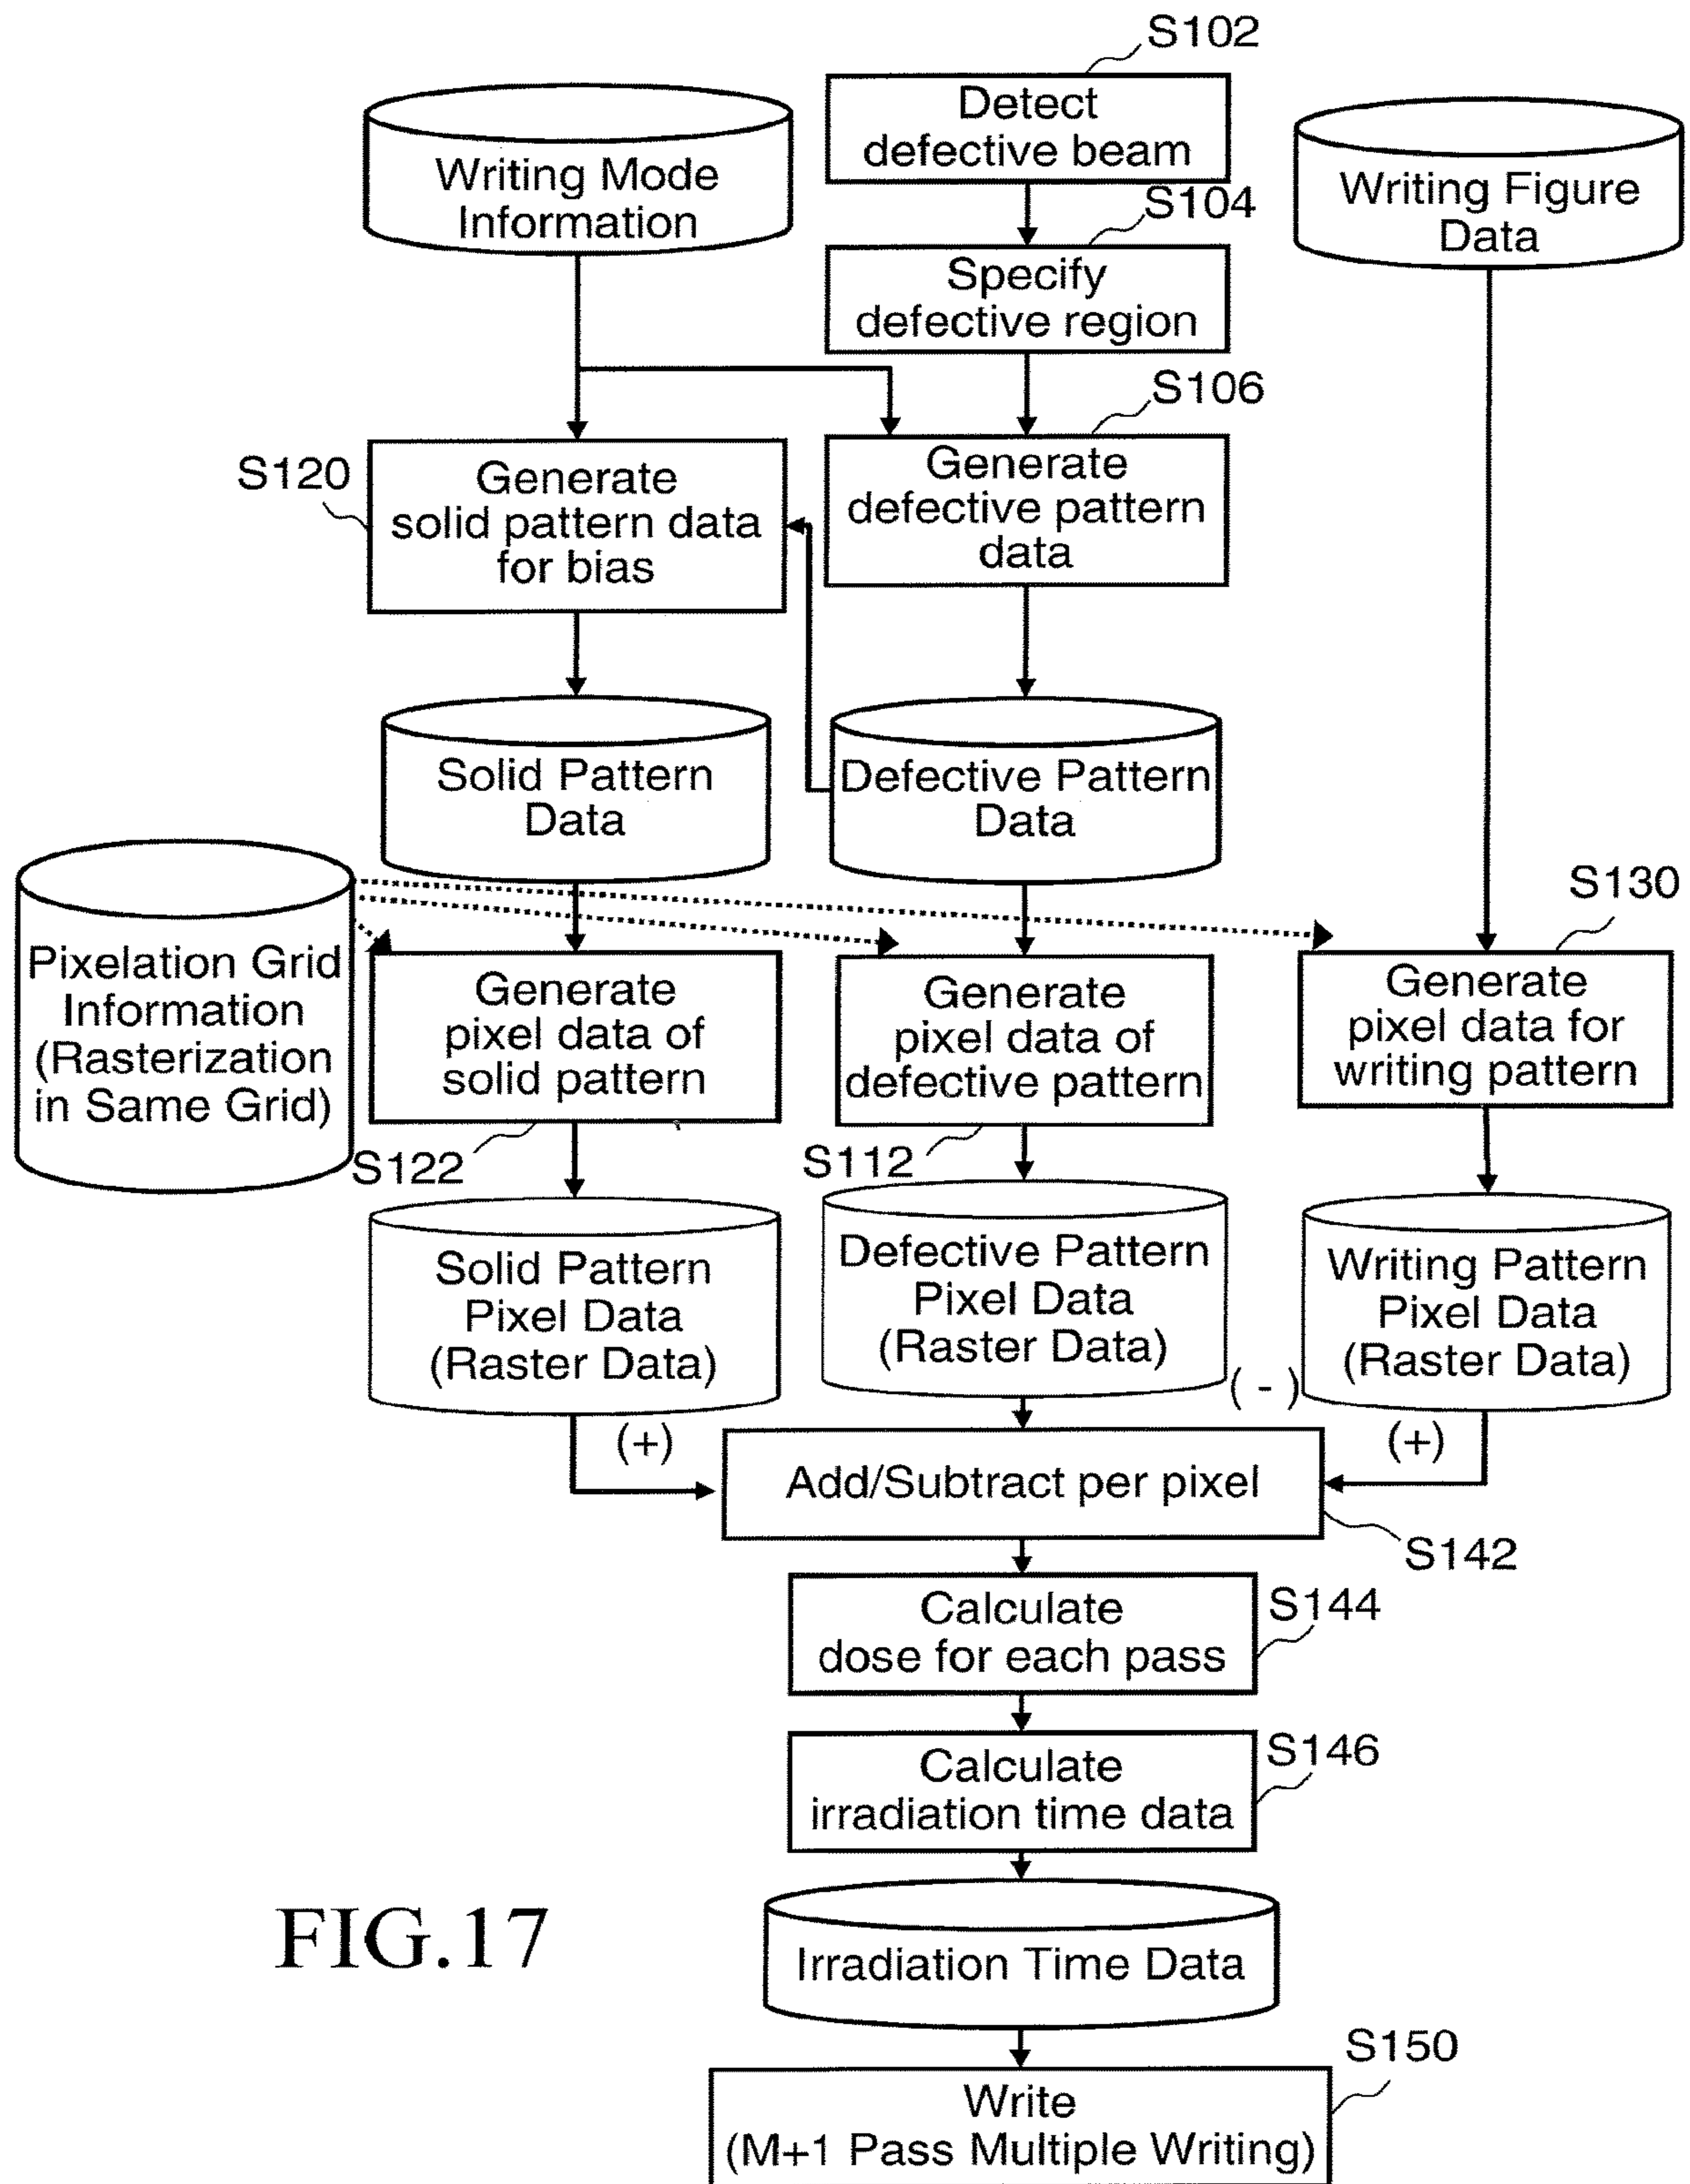 S102
Detect
defective beam
Writing Mode
Information
Writing Figure
Data
S104
Specify
defective region
S106
S120
Generate
solid pattern data
for bias
Generate
defective pattern
data
Solid Pattern
Data
Defective Pattern
Data
S130
Pixelation Grid
Information
(Rasterization
in Same Grid)
Generate
pixel data of
solid pattern
Generate
pixel data of
defective pattern
Generate
pixel data for
writing pattern
S122
S112
Solid Pattern
Pixel Data
(Raster Data)
Defective Pattern
Pixel Data
(Raster Data)
Writing Pattern
Pixel Data
(Raster Data)
(+)
(-)
(+)
Add/Subtract per pixel
S142
Calculate
dose for each pass
S144
Calculate
irradiation time data
S146
Irradiation Time Data
FIG.17
S150
Write
(M+1 Pass Multiple Writing)